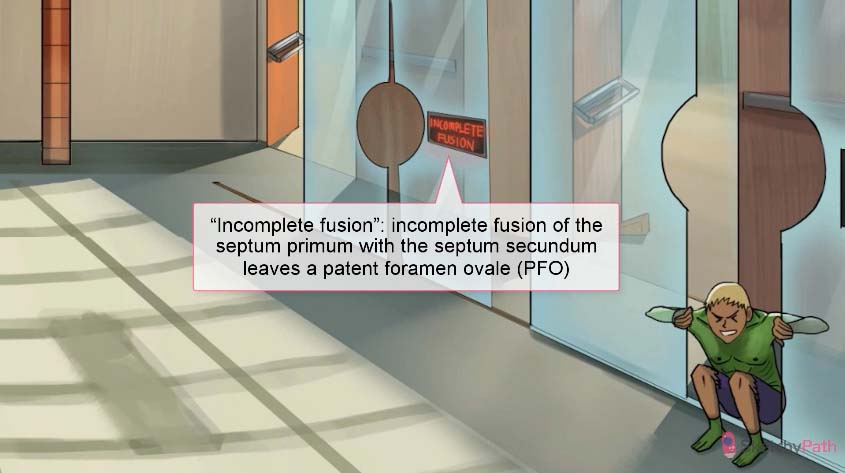 INCOMPLETE
FUSION
“Incomplete fusion”: incomplete fusion of the
septum primum with the septum secundum
leaves a patent foramen ovale (PFO)
SketchyPath